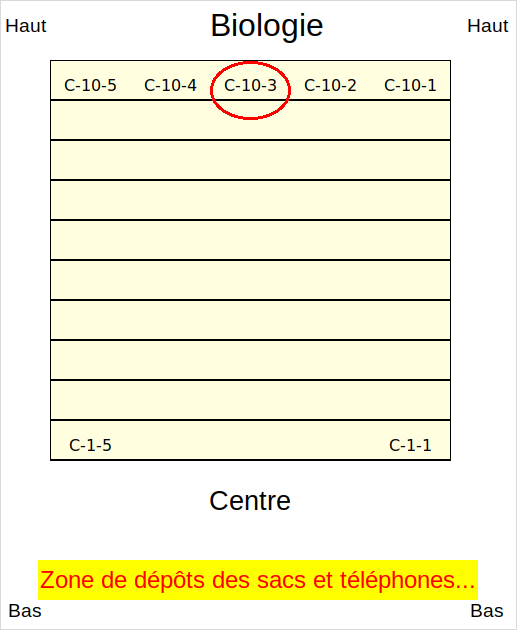 Biologie
Haut Haut
C-10-5 C-10-4 C-10-3 C-10-2 C-10-1
C-1-5 C-1-1
Centre
Zone de dépôts des sacs et téléphones...
Bas Bas